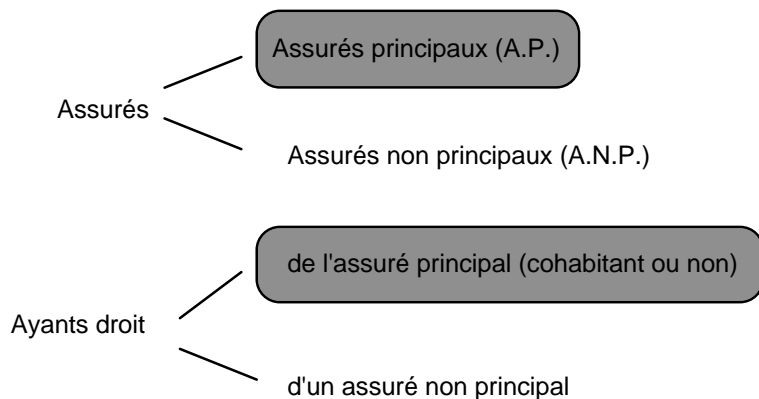 Assurés principaux (A.P.)
Assurés
Assurés non principaux (A.N.P.)
de l'assuré principal (cohabitant ou non)
Ayants droit
d'un assuré non principal